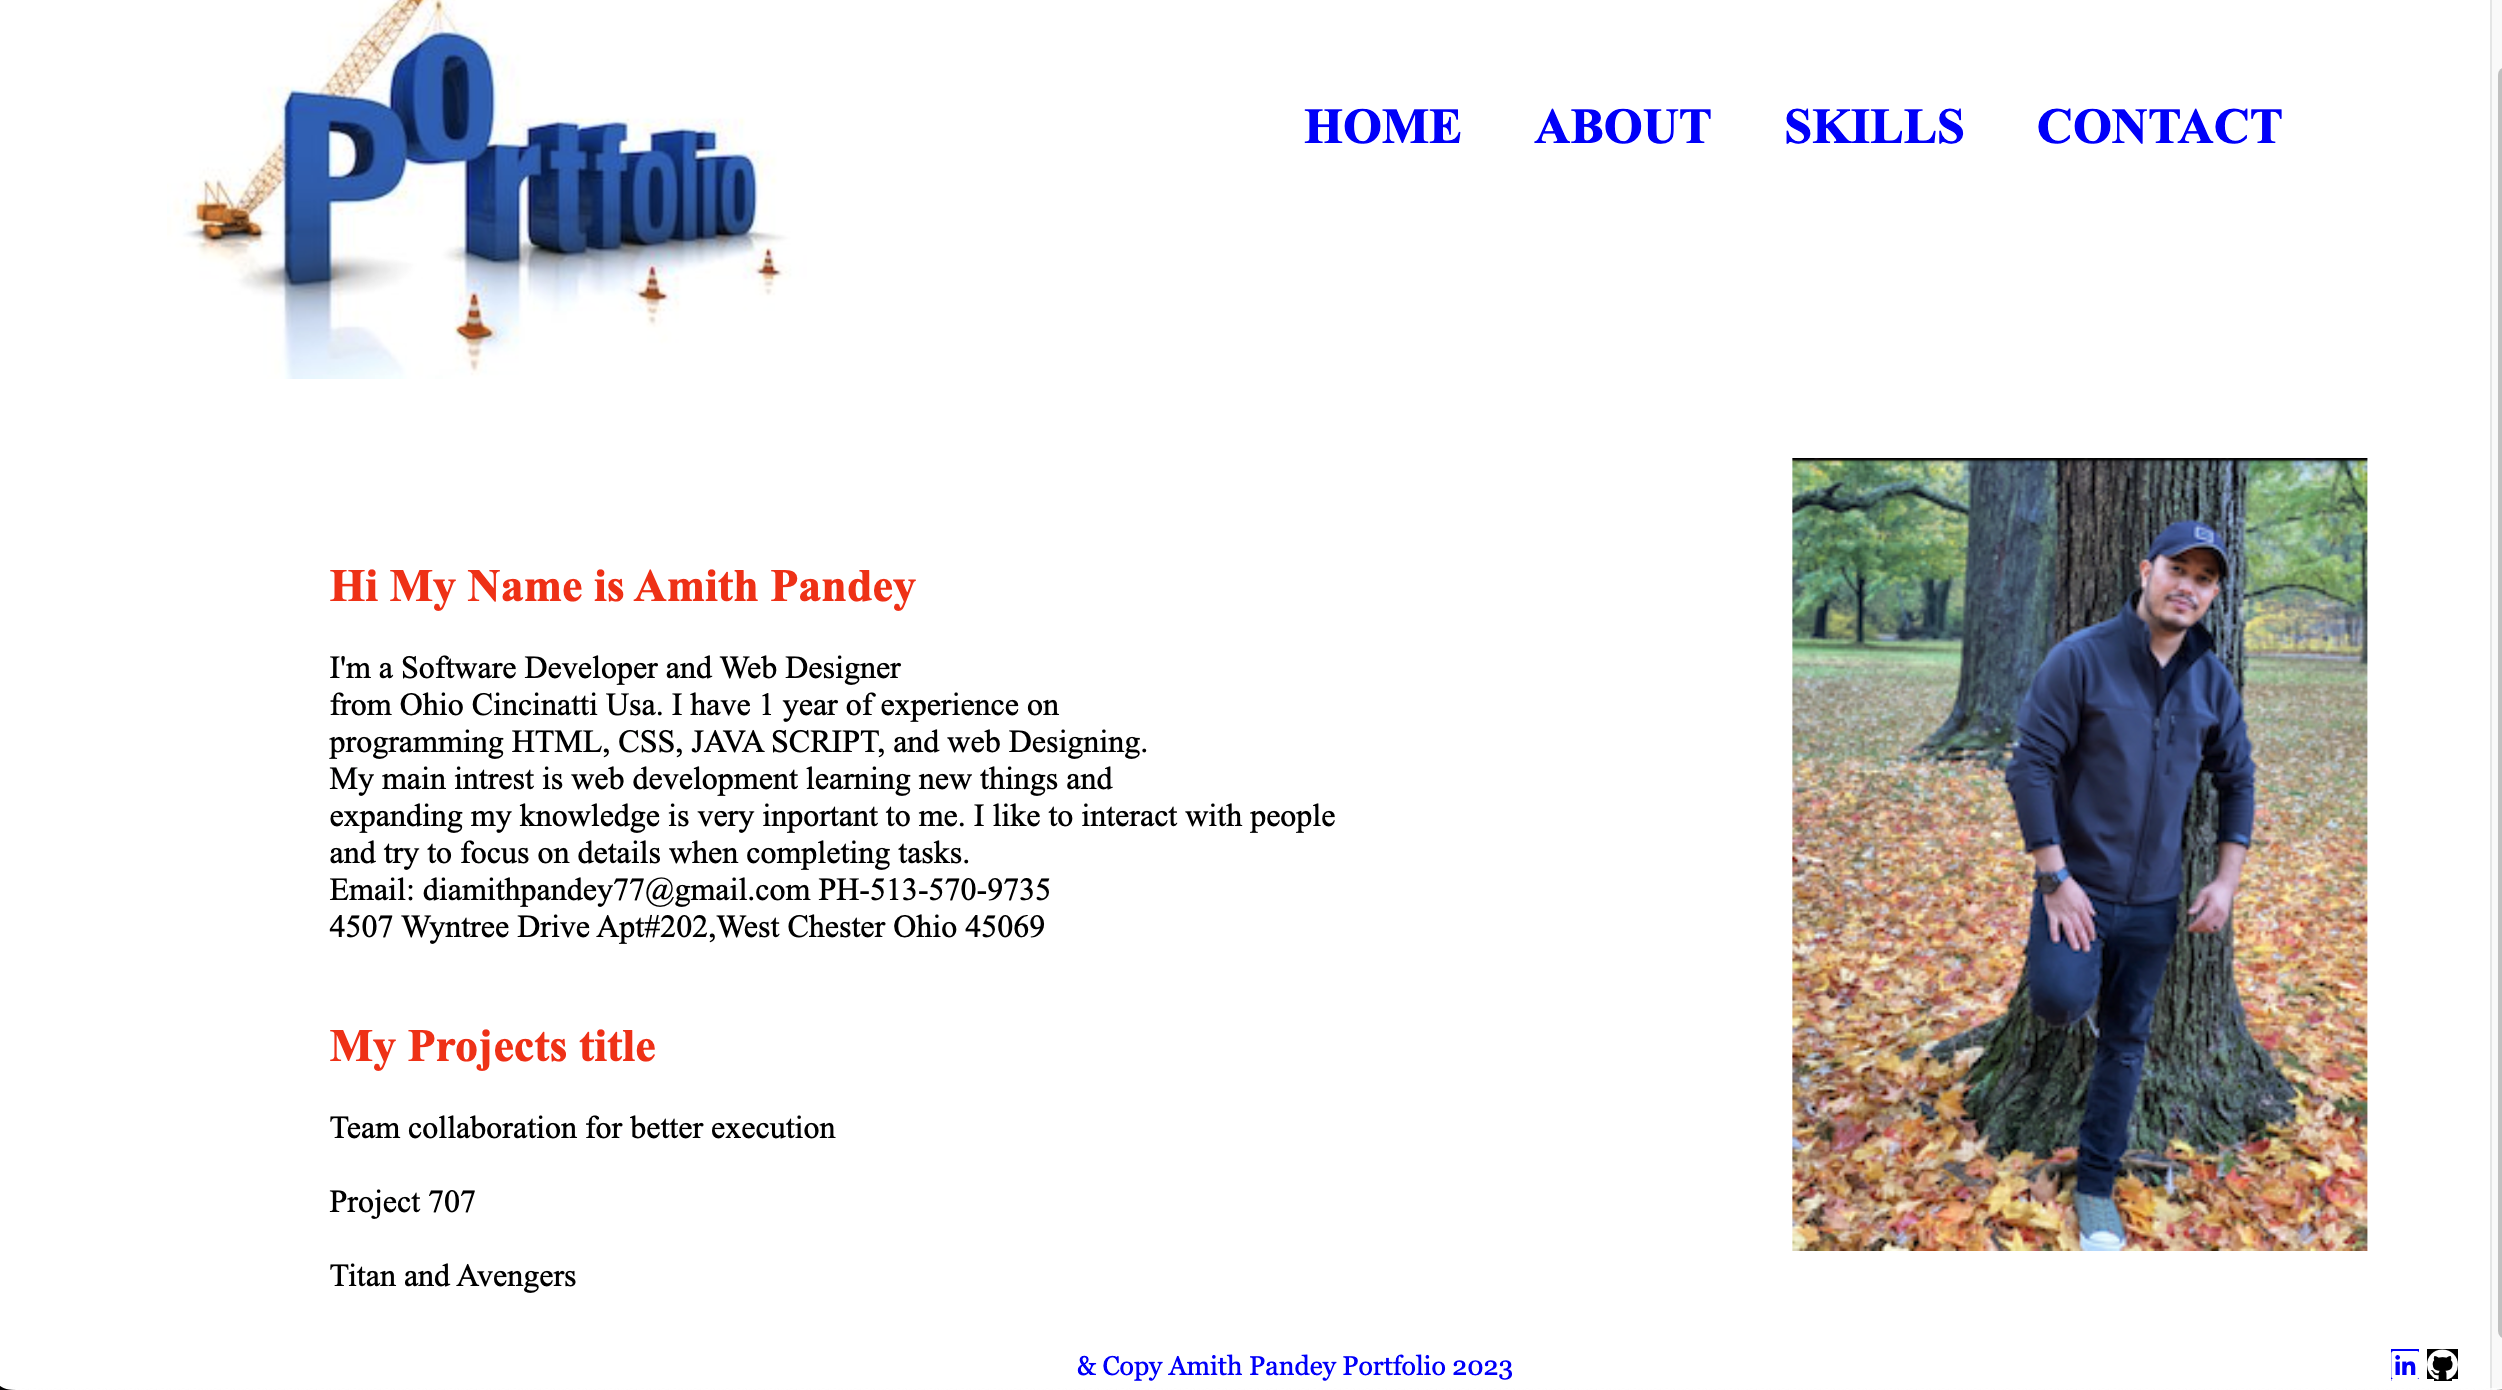 Portfolio
HOME ABOUT SKILLS CONTACT
Hi My Name is Amith Pandey
I'm a Software Developer and Web Designer
from Ohio Cincinatti Usa. I have 1 year of experience on
programming HTML, CSS, JAVA SCRIPT, and web Designing.
My main intrest is web development learning new things and
expanding my knowledge is very inportant to me. I like to interact with people
and try to focus on details when completing tasks.
Email: diamithpandey77@gmail.com PH-513-570-9735
4507 Wyntree Drive Apt#202,West Chester Ohio 45069
My Projects title
Team collaboration for better execution
Project 707
Titan and Avengers
& Copy Amith Pandey Portfolio 2023
in